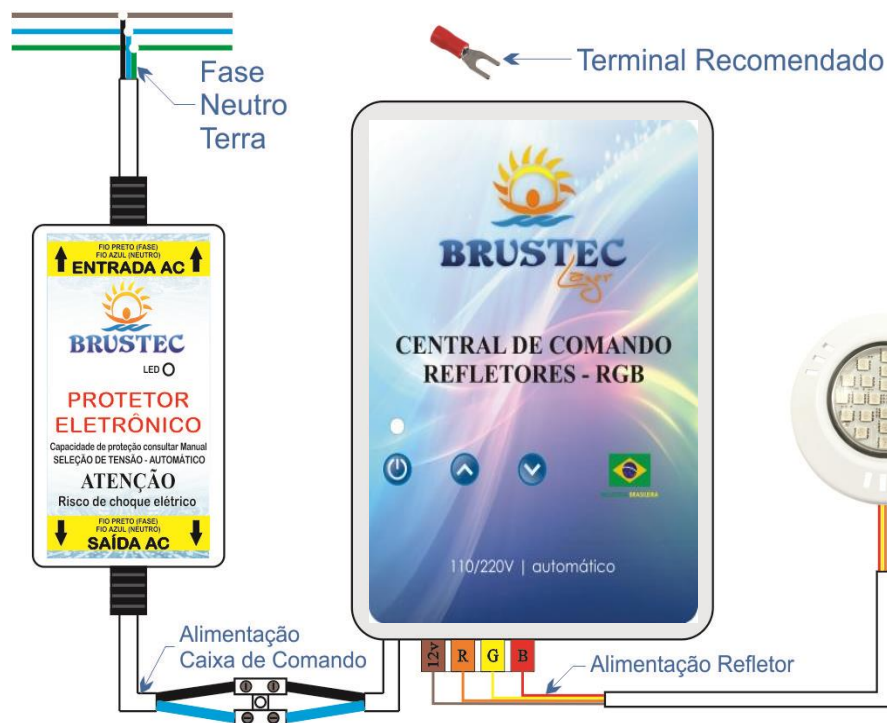 Terminal Recomendado
Fase
Neutro
Terra
FIO PRETO (FASE)
FIO AZUL (NEUTRO)
ENTRADA AC
BRUSTEC
LED
PROTETOR
ELETRÔNICO
Capacidade de proteção consultar Manual
SELEÇÃO DE TENSÃO - AUTOMÁTICO
ATENÇÃO
Risco de choque elétrico
FIO PRETO (FASE)
FIO AZUL (NEUTRO)
SAÍDA AC
BRUSTEC
Lazer
CENTRAL DE COMANDO
REFLETORES - RGB
BRASILEIRA
110/220V | automático
12v R G B
Alimentação
Caixa de Comando
Alimentação Refletor